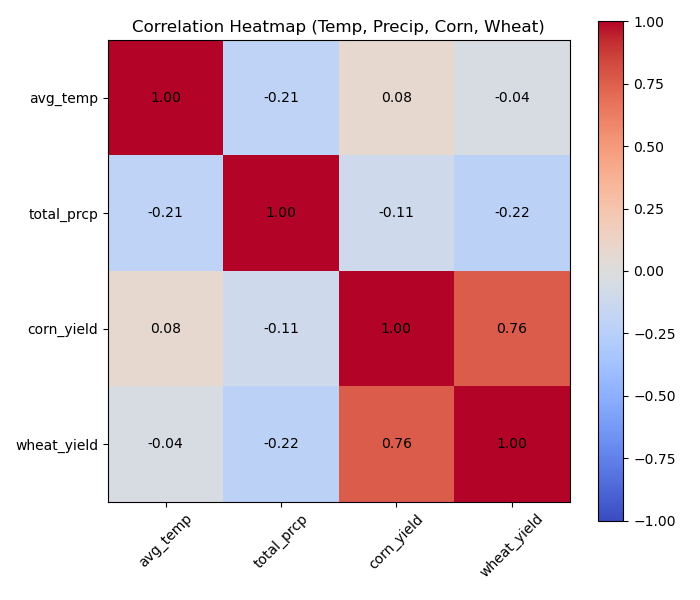 Correlation Heatmap (Temp, Precip, Corn, Wheat)
avg_temp 1.00 -0.21 0.08 -0.04
total_prcp -0.21 1.00 -0.11 -0.22
corn_yield 0.08 -0.11 1.00 0.76
wheat_yield -0.04 -0.22 0.76 1.00
avg_temp total_prcp corn_yield wheat_yield
1.00
0.75
0.50
0.25
0.00
−0.25
−0.50
−0.75
−1.00